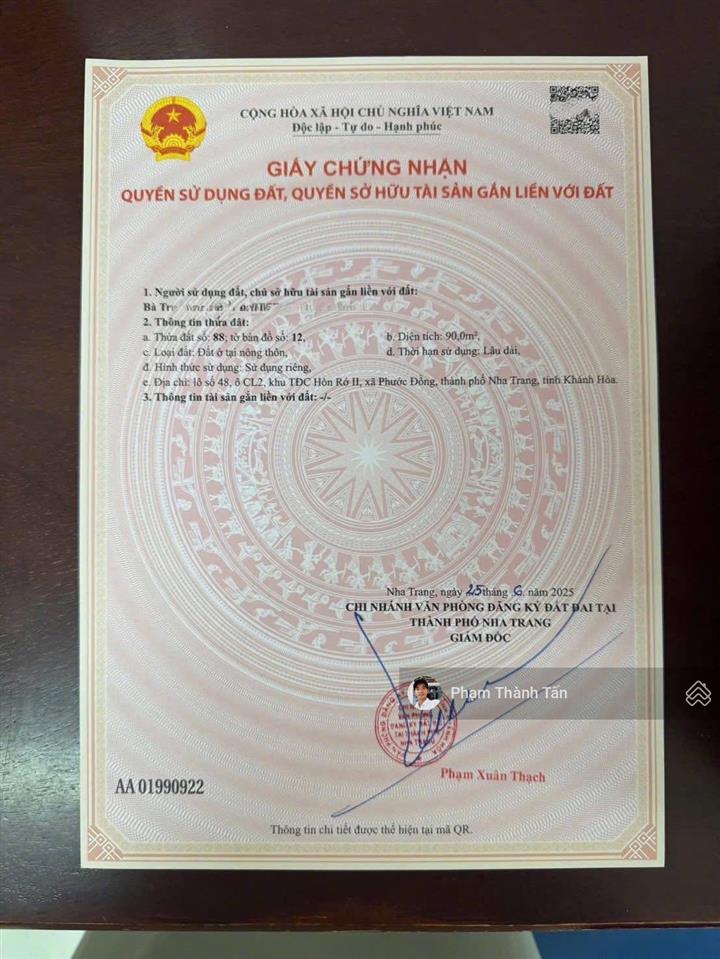 CỘNG HÒA XÃ HỘI CHỦ NGHĨA VIỆT NAM
Độc lập - Tự do - Hạnh phúc
GIẤY CHỨNG NHẬN
QUYỀN SỬ DỤNG ĐẤT, QUYỀN SỞ HỮU TÀI SẢN GẮN LIỀN VỚI ĐẤT
1. Người sử dụng đất, chủ sở hữu tài sản gắn liền với đất:
Bà
2. Thông tin thửa đất:
a. Thửa đất số: 88; tờ bản đồ số: 12, b. Diện tích: 90,0m²,
c. Loại đất: Đất ở tại nông thôn, d. Thời hạn sử dụng: Lâu dài,
đ. Hình thức sử dụng: Sử dụng riêng,
e. Địa chỉ: lô số 48, ô CL2, khu TĐC Hòn Rớ II, xã Phước Đồng, thành phố Nha Trang, tỉnh Khánh Hòa.
3. Thông tin tài sản gắn liền với đất: -/-
Nha Trang, ngày 25 tháng 6 năm 2025
CHI NHÁNH VĂN PHÒNG ĐĂNG KÝ ĐẤT ĐAI TẠI
THÀNH PHỐ NHA TRANG
GIÁM ĐỐC
Phạm Thành Tấn
Phạm Xuân Thạch
AA 01990922
Thông tin chi tiết được thể hiện tại mã QR.